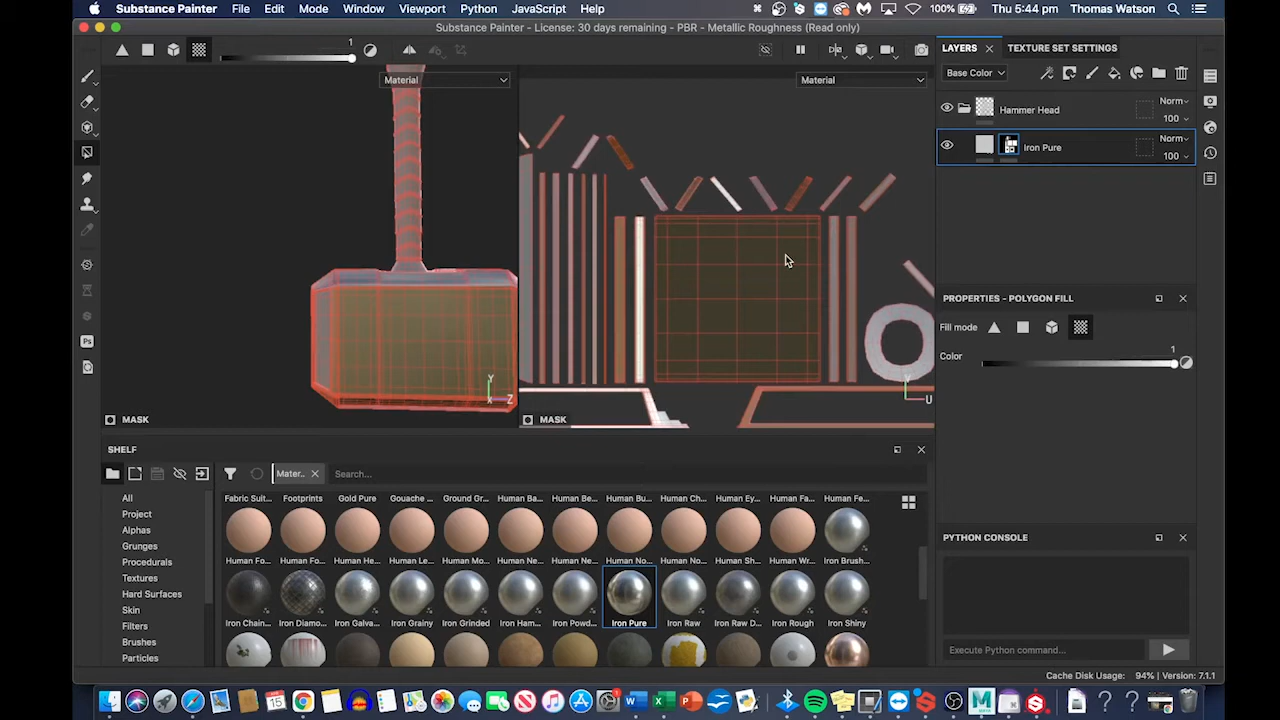 Substance Painter File Edit Mode Window Viewport Python JavaScript Help 100% Thu 5:44 pm Thomas Watson
Substance Painter - License: 30 days remaining - PBR - Metallic Roughness (Read only)
1
Material
Material
MASK
MASK
Y
Z
U
LAYERS
TEXTURE SET SETTINGS
Base Color
Hammer Head
Norm
100
Iron Pure
Norm
100
PROPERTIES - POLYGON FILL
Fill mode
Color
1
PYTHON CONSOLE
Execute Python command...
Ps
SHELF
Mater..
Search...
All
Project
Alphas
Grunges
Procedurals
Textures
Hard Surfaces
Skin
Filters
Brushes
Particles
Fabric Suit... Footprints Gold Pure Gouache ... Ground Gr... Human Ba... Human Be... Human Bu... Human Ch... Human Ey... Human Fa... Human Fe...
Human Fo... Human Fo... Human He... Human Le... Human Mo... Human Ne... Human Ne... Human No... Human No... Human Sh... Human Wr... Iron Brush...
Iron Chain... Iron Diamo... Iron Galva... Iron Grainy Iron Grinded Iron Ham... Iron Powd... Iron Pure Iron Raw Iron Raw D... Iron Rough Iron Shiny
Cache Disk Usage: 94% | Version: 7.1.1